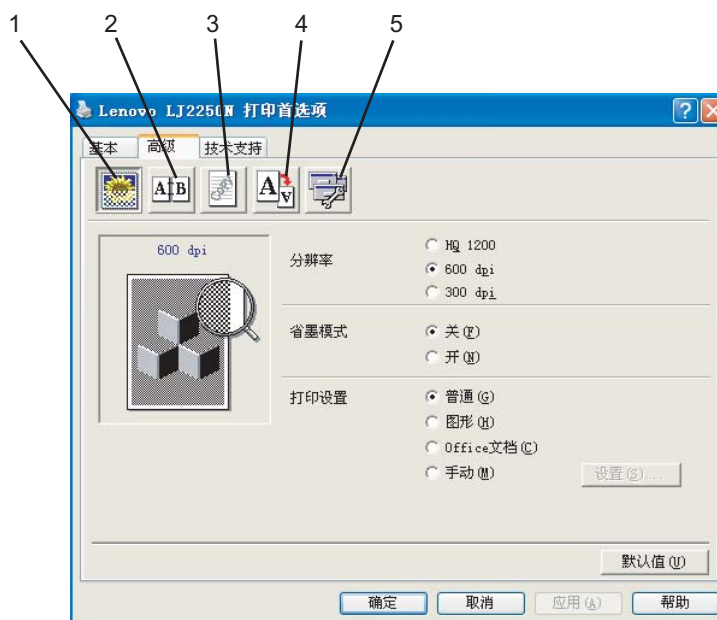 1 2 3 4 5
Lenovo LJ2250N 打印首选项
基本 高级 技术支持
A B COPY A A
600 dpi
分辨率
HQ 1200
600 dpi
300 dpi
省墨模式
关(F)
开(N)
打印设置
普通(G)
图形(H)
Office文档(C)
手动(M) 设置(S)...
默认值(U)
确定 取消 应用(A) 帮助